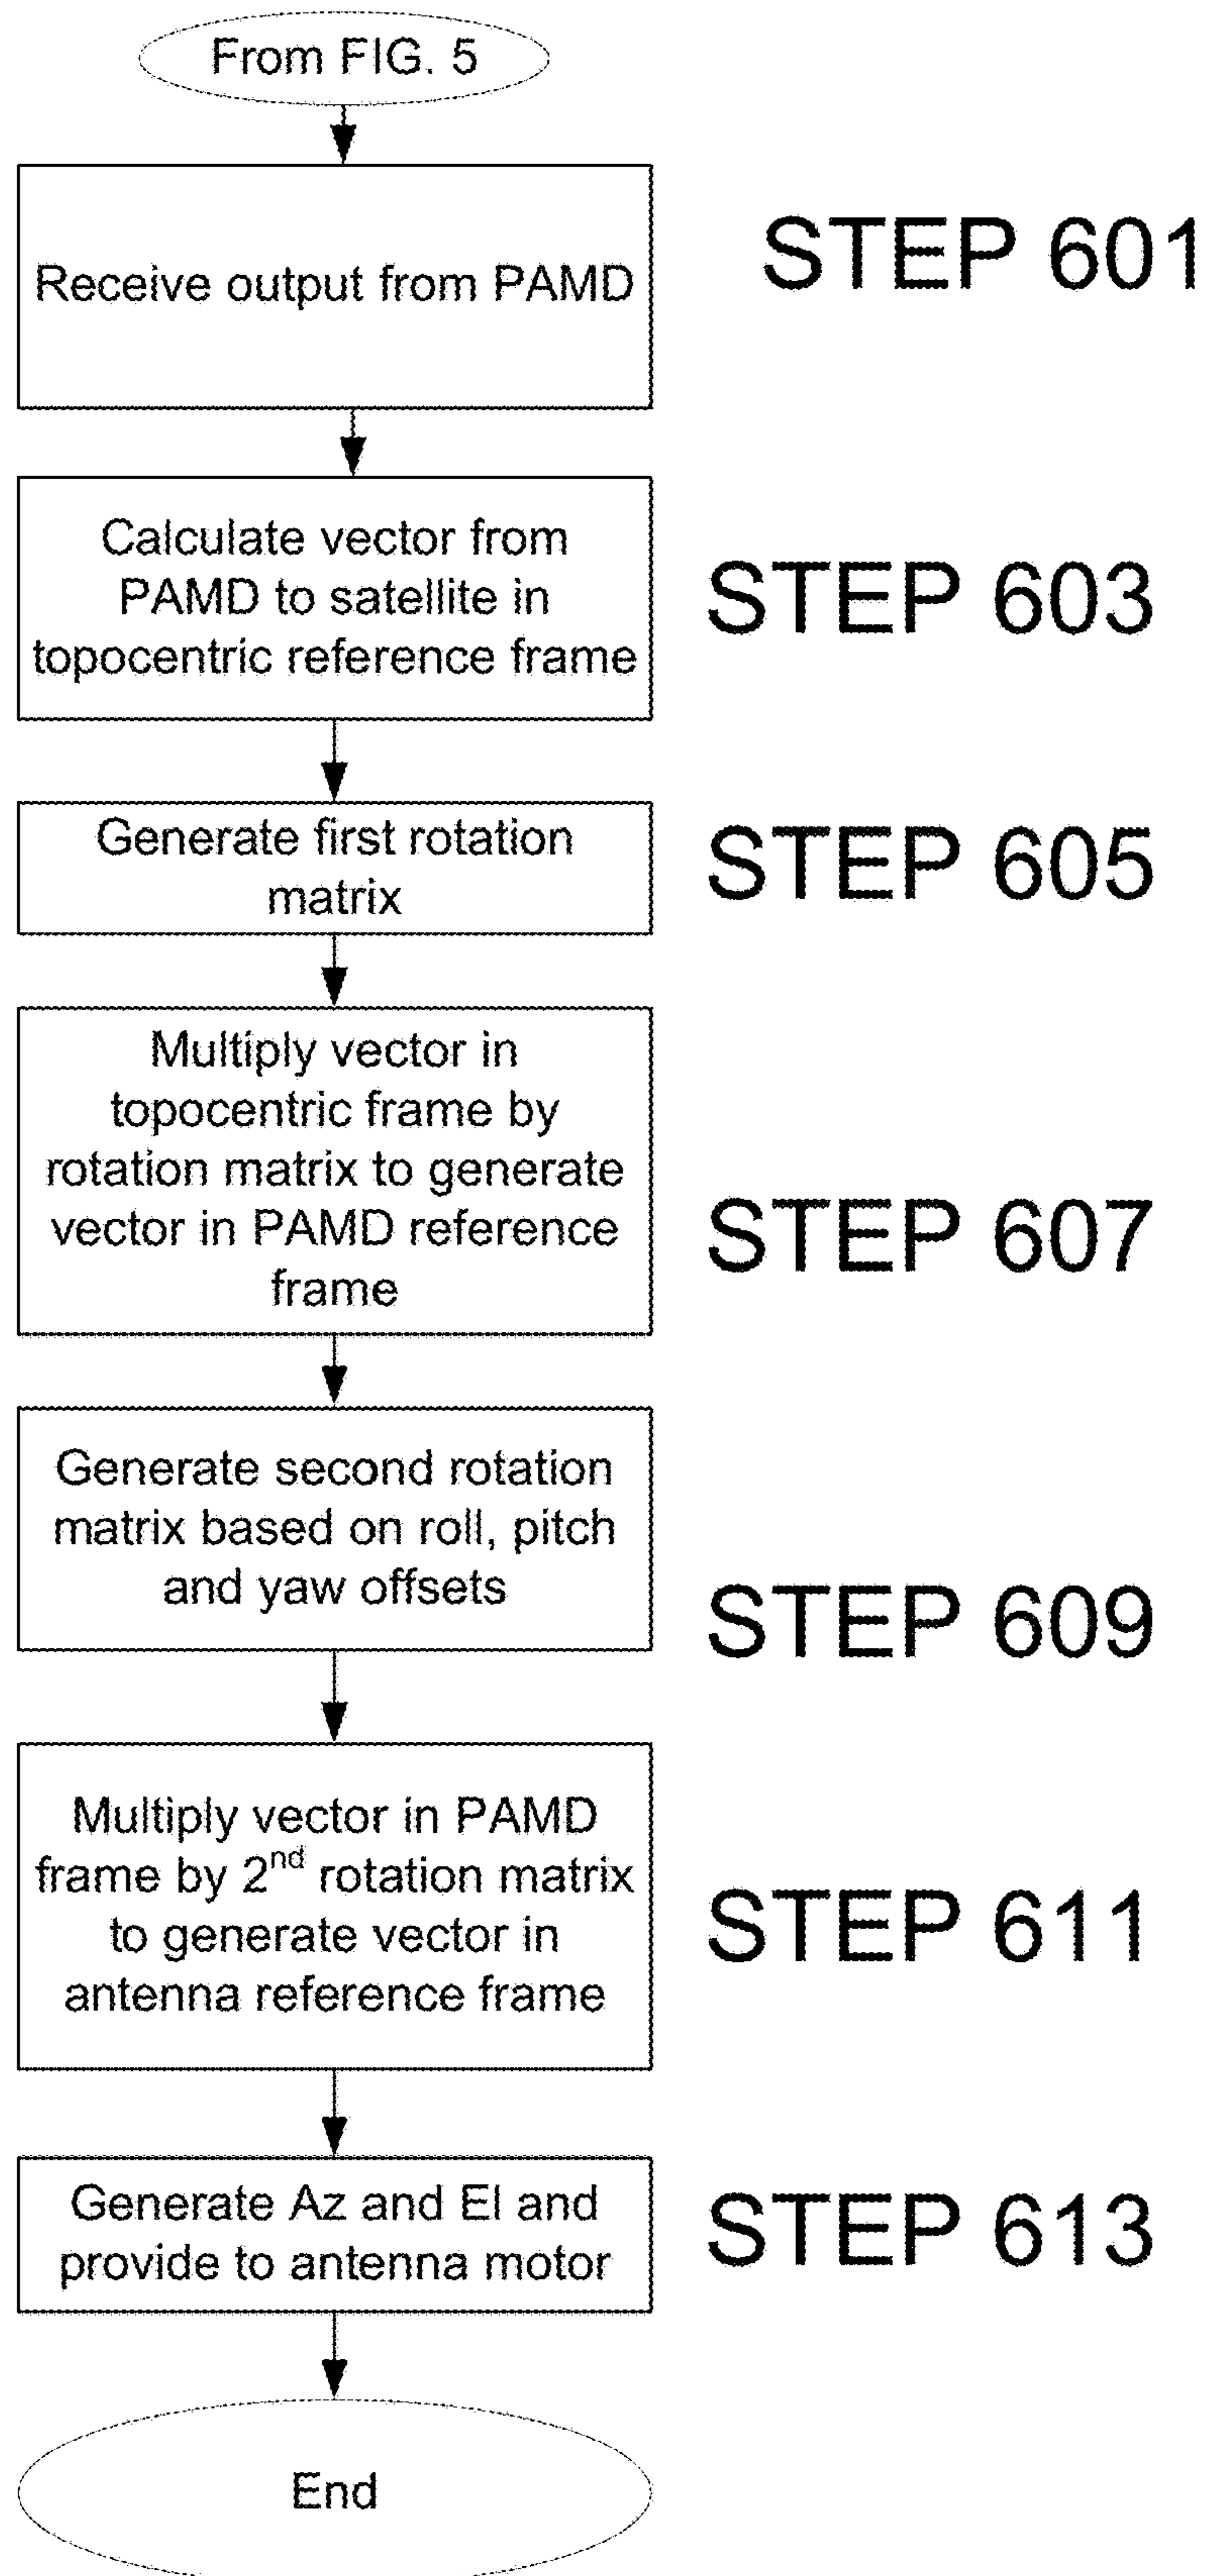 From FIG. 5
Receive output from PAMD
STEP 601
Calculate vector from
PAMD to satellite in
topocentric reference frame
STEP 603
Generate first rotation
matrix
STEP 605
Multiply vector in
topocentric frame by
rotation matrix to generate
vector in PAMD reference
frame
STEP 607
Generate second rotation
matrix based on roll, pitch
and yaw offsets
STEP 609
Multiply vector in PAMD
frame by 2nd rotation matrix
to generate vector in
antenna reference frame
STEP 611
Generate Az and El and
provide to antenna motor
STEP 613
End